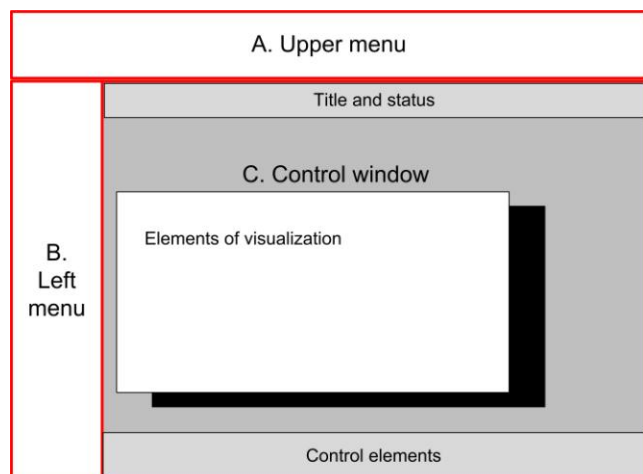 A. Upper menu
Title and status
C. Control window
Elements of visualization
B.
Left
menu
Control elements